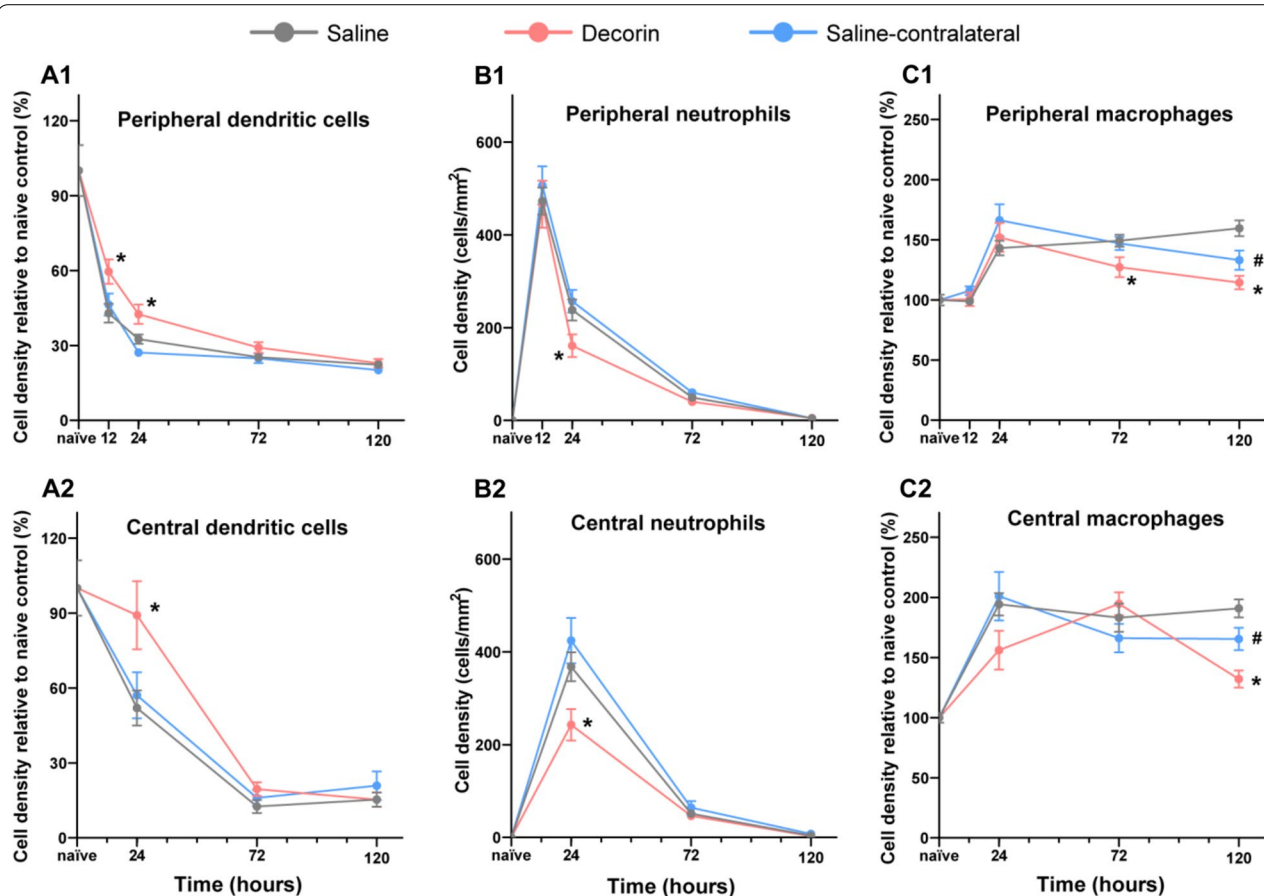 Saline Decorin Saline-contralateral
A1 B1 C1
Peripheral dendritic cells Peripheral neutrophils Peripheral macrophages
Cell density relative to naive control (%)
120
90
60
30
0
* *
naïve 12 24 72 120
Cell density (cells/mm²)
600
400
200
0
*
naïve 12 24 72 120
Cell density relative to naive control (%)
250
200
150
100
50
0
* # *
naïve 12 24 72 120
A2 B2 C2
Central dendritic cells Central neutrophils Central macrophages
Cell density relative to naive control (%)
120
90
60
30
0
*
naïve 24 72 120
Time (hours)
Cell density (cells/mm²)
600
400
200
0
*
naïve 24 72 120
Time (hours)
Cell density relative to naive control (%)
250
200
150
100
50
0
# *
naïve 24 72 120
Time (hours)